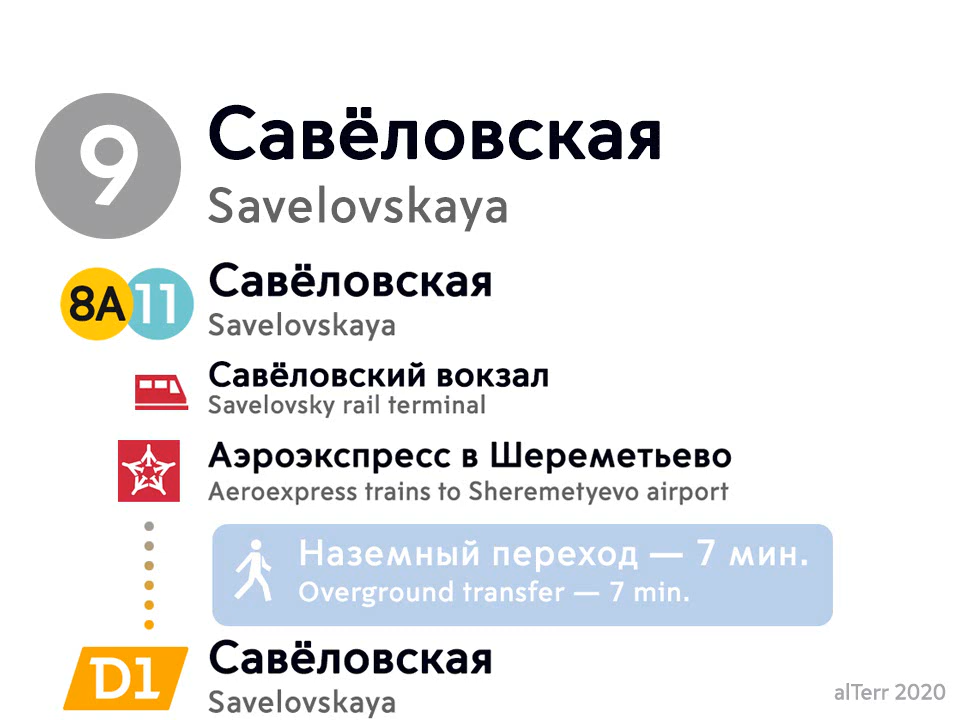 9
Савёловская
Savelovskaya
8А 11
Савёловская
Savelovskaya
Савёловский вокзал
Savelovsky rail terminal
Аэроэкспресс в Шереметьево
Aeroexpress trains to Sheremetyevo airport
Наземный переход — 7 мин.
Overground transfer — 7 min.
D1
Савёловская
Savelovskaya
alTerr 2020